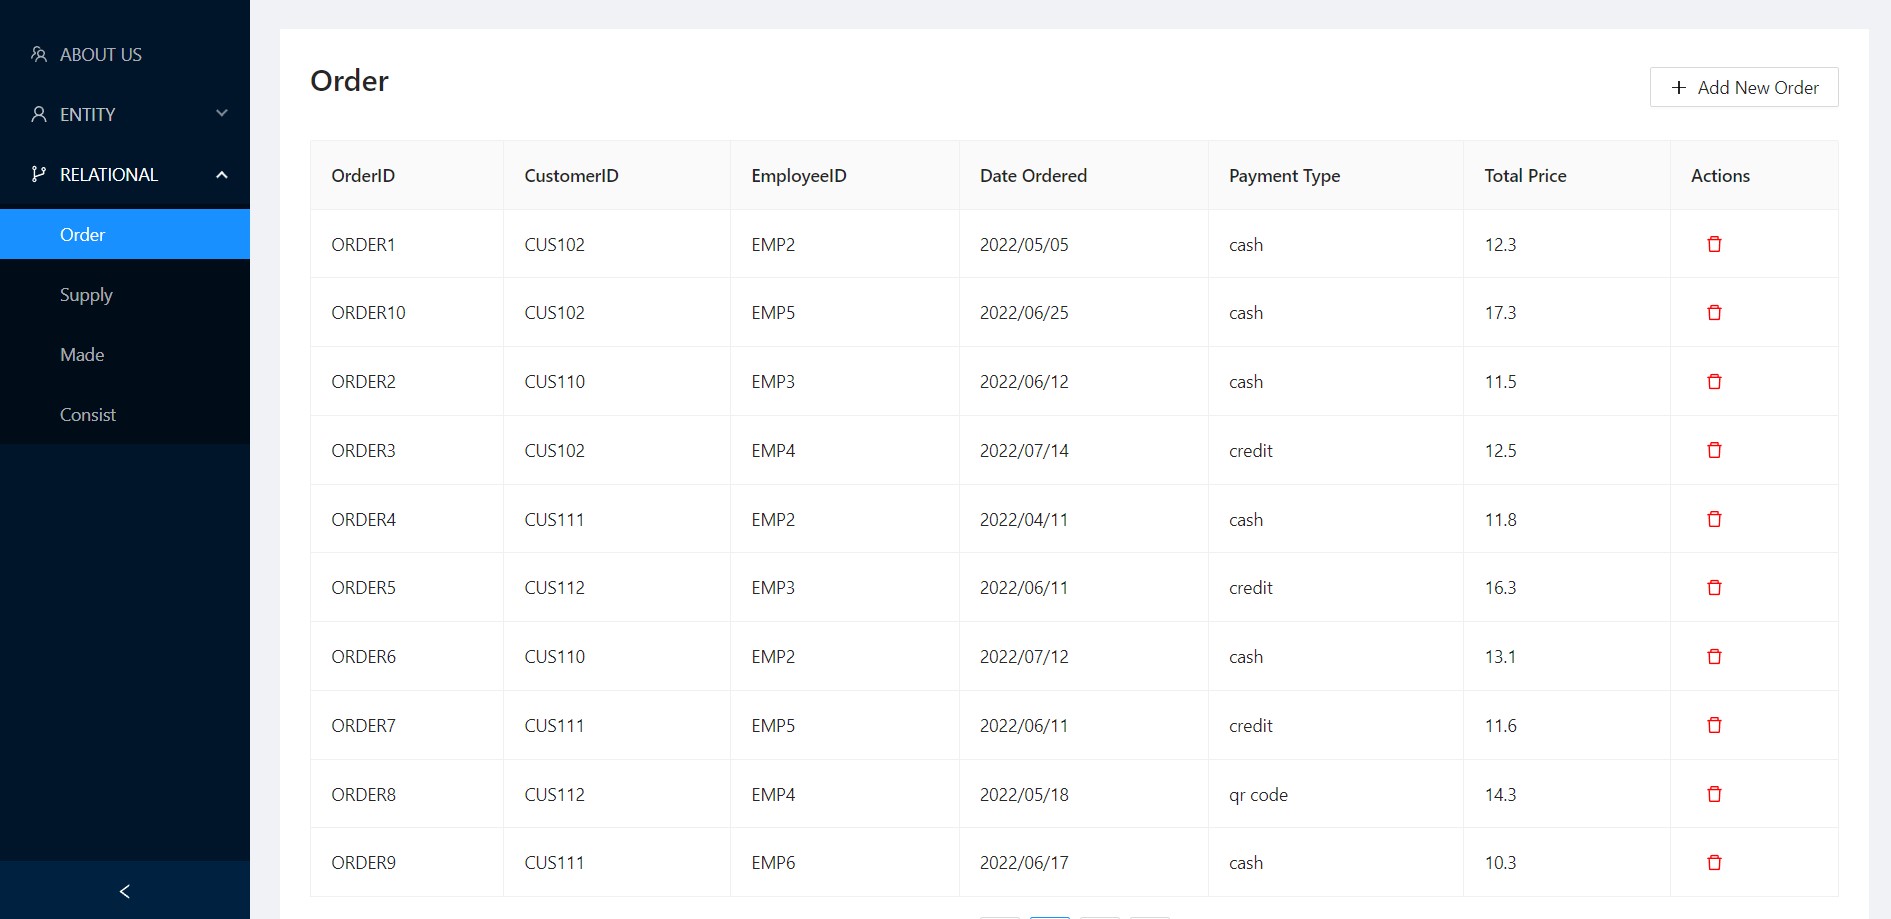 ABOUT US
ENTITY
RELATIONAL
Order
Supply
Made
Consist
Order
Add New Order
OrderID CustomerID EmployeeID Date Ordered Payment Type Total Price Actions
ORDER1 CUS102 EMP2 2022/05/05 cash 12.3
ORDER10 CUS102 EMP5 2022/06/25 cash 17.3
ORDER2 CUS110 EMP3 2022/06/12 cash 11.5
ORDER3 CUS102 EMP4 2022/07/14 credit 12.5
ORDER4 CUS111 EMP2 2022/04/11 cash 11.8
ORDER5 CUS112 EMP3 2022/06/11 credit 16.3
ORDER6 CUS110 EMP2 2022/07/12 cash 13.1
ORDER7 CUS111 EMP5 2022/06/11 credit 11.6
ORDER8 CUS112 EMP4 2022/05/18 qr code 14.3
ORDER9 CUS111 EMP6 2022/06/17 cash 10.3